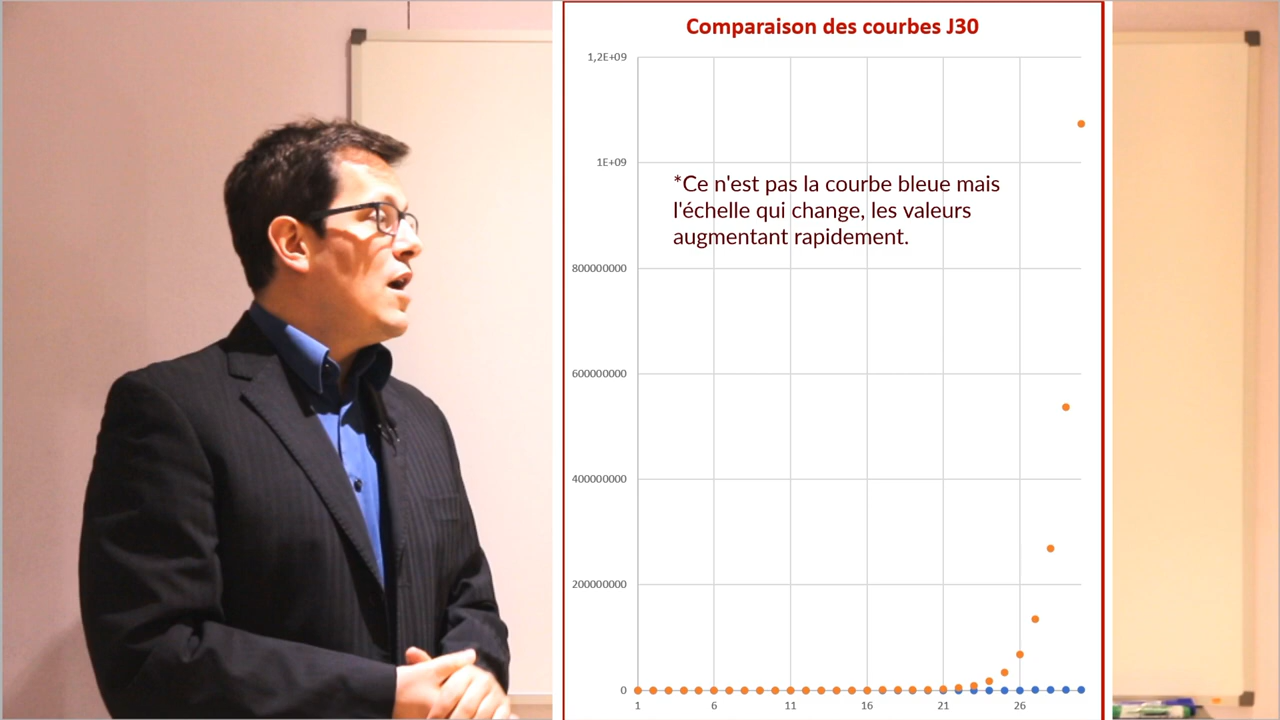 Comparaison des courbes J30
1,2E+09
1E+09
*Ce n'est pas la courbe bleue mais
l'échelle qui change, les valeurs
augmentant rapidement.
800000000
600000000
400000000
200000000
0
1 6 11 16 21 26